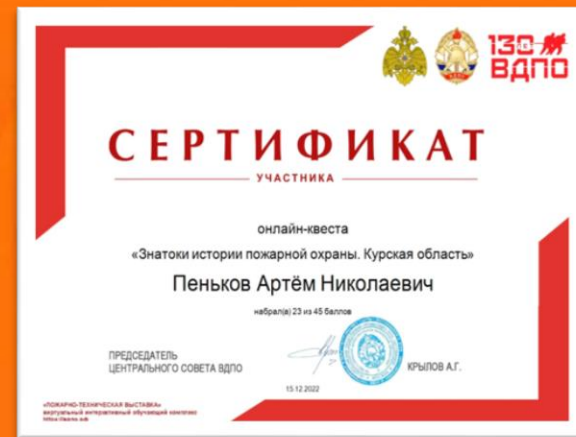 130 ЛЕТ
ВДПО
СЕРТИФИКАТ
УЧАСТНИКА
онлайн-квеста
«Знатоки истории пожарной охраны. Курская область»
Пеньков Артём Николаевич
набрал(а) 23 из 45 баллов
ПРЕДСЕДАТЕЛЬ
ЦЕНТРАЛЬНОГО СОВЕТА ВДПО
КРЫЛОВ А.Г.
15.12.2022
«ПОЖАРНО-ТЕХНИЧЕСКАЯ ВЫСТАВКА»
виртуальный интерактивный обучающий комплекс